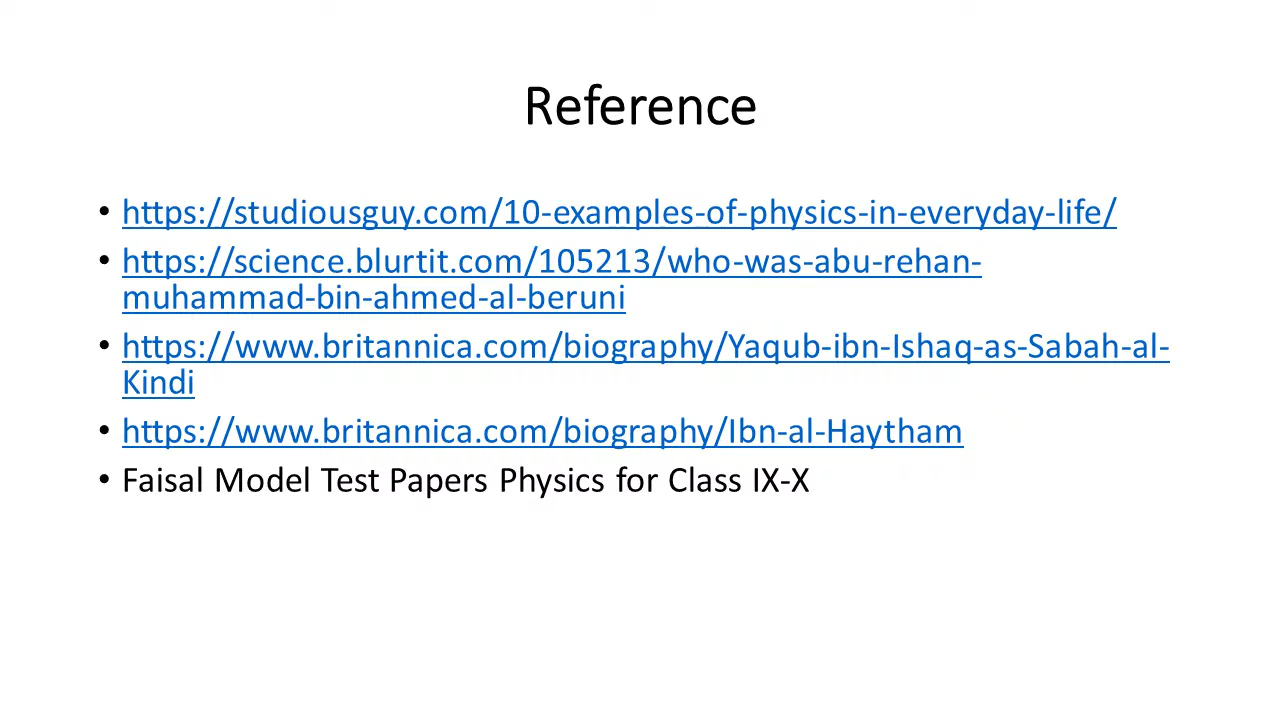 Reference
• https://studiousguy.com/10-examples-of-physics-in-everyday-life/
• https://science.blurtit.com/105213/who-was-abu-rehan-
muhammad-bin-ahmed-al-beruni
• https://www.britannica.com/biography/Yaqub-ibn-Ishaq-as-Sabah-al-
Kindi
• https://www.britannica.com/biography/Ibn-al-Haytham
• Faisal Model Test Papers Physics for Class IX-X